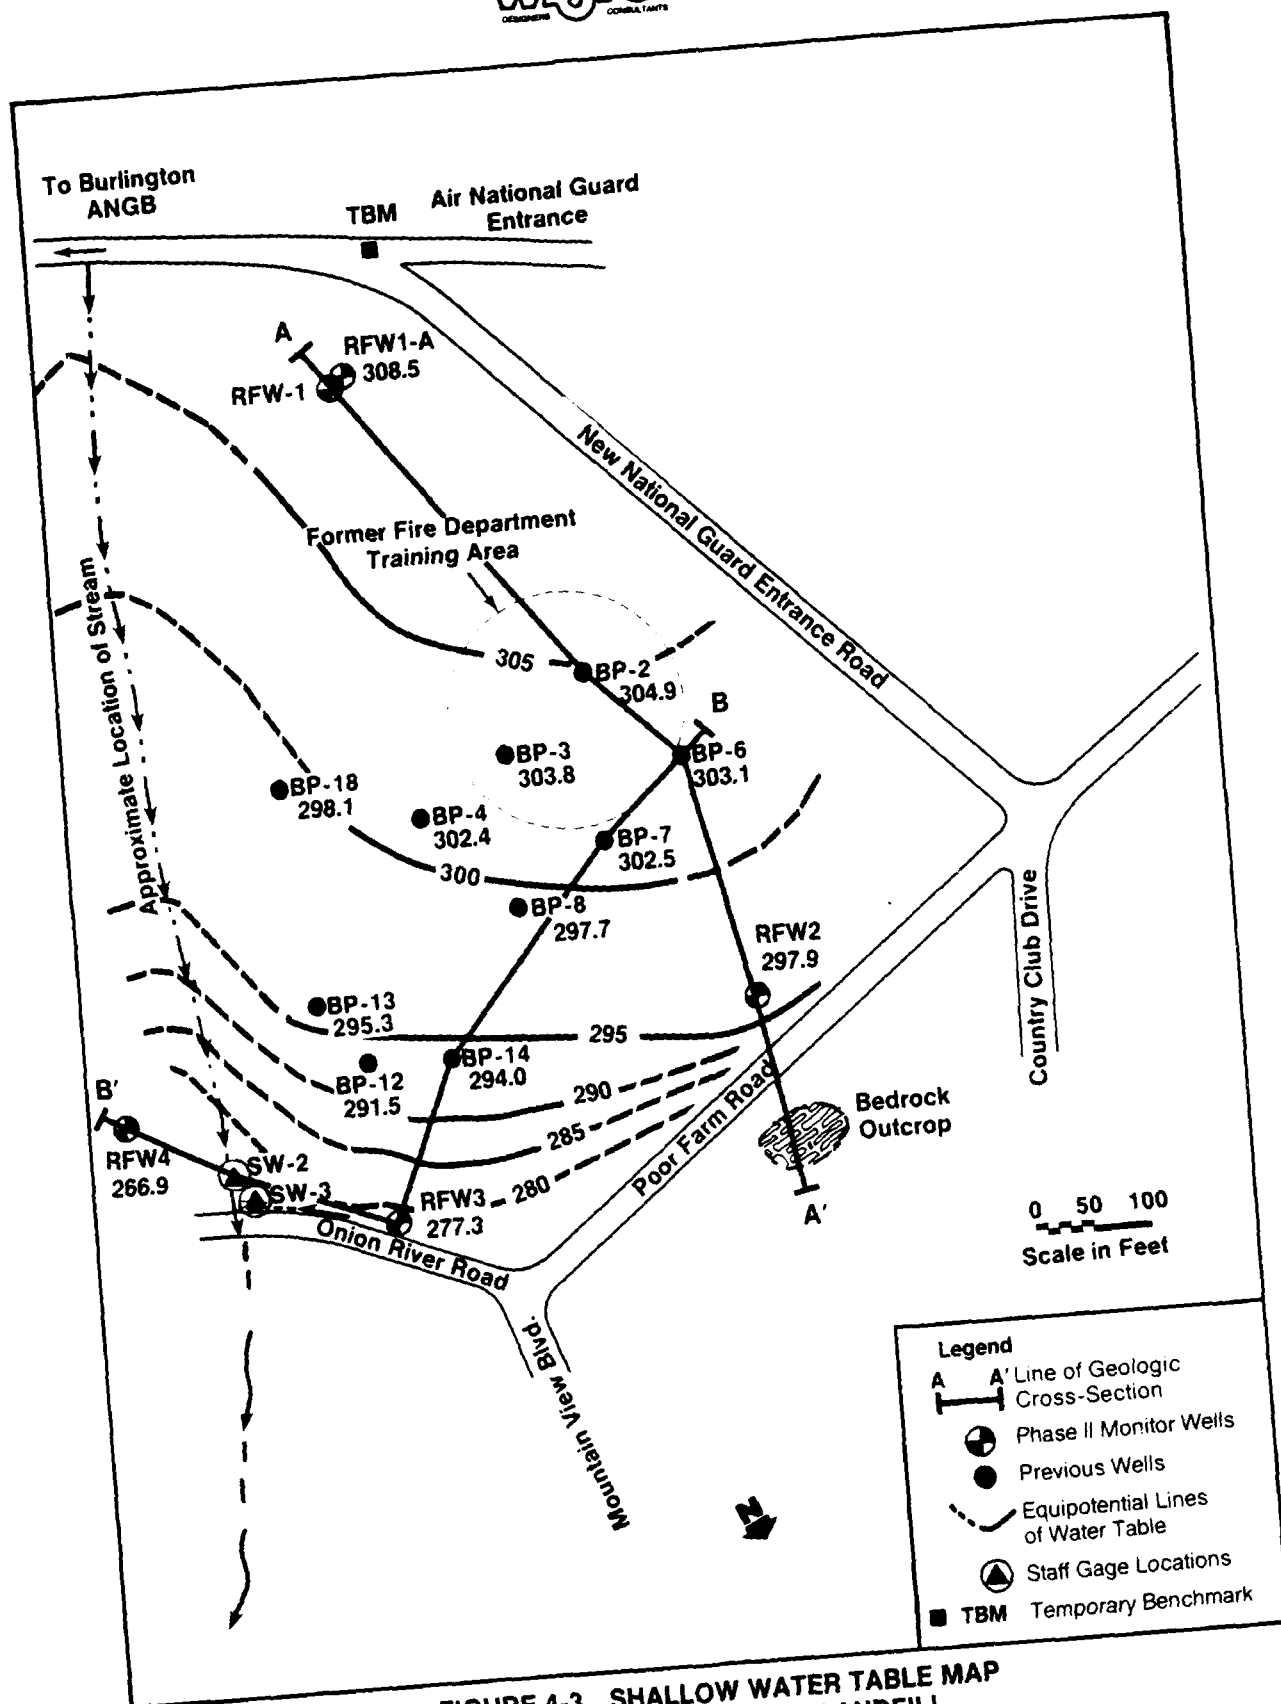 DESIGNERS CONSULTANTS
To Burlington
ANGB
TBM
Air National Guard
Entrance
A
RFW1-A
308.5
RFW-1
New National Guard Entrance Road
Former Fire Department
Training Area
Approximate Location of Stream
305
BP-2
304.9
B
BP-3
303.8
BP-6
303.1
BP-18
298.1
BP-4
302.4
BP-7
302.5
300
BP-8
297.7
RFW2
297.9
Country Club Drive
BP-13
295.3
295
BP-14
294.0
BP-12
291.5
290
B'
Bedrock
Outcrop
285
Poor Farm Road
RFW4
266.9
SW-2
SW-3
RFW3
277.3
280
A'
0 50 100
Scale in Feet
Onion River Road
Mountain View Blvd.
N
Legend
A A' Line of Geologic
Cross-Section
Phase II Monitor Wells
Previous Wells
Equipotential Lines
of Water Table
Staff Gage Locations
TBM Temporary Benchmark
FIGURE 4-3 SHALLOW WATER TABLE MAP
LANDFILL